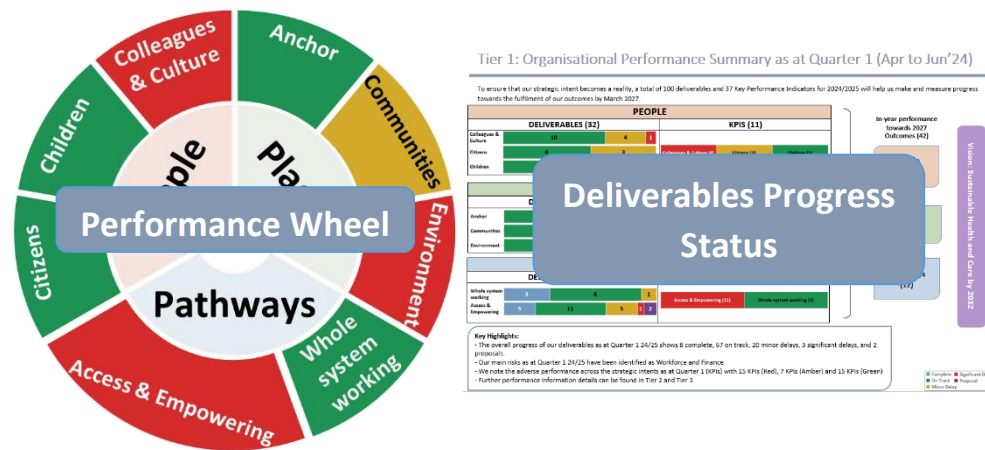 Colleagues
& Culture
Anchor
Communities
Environment
Whole
system
working
Access & Empowering
Citizens
Children
Pathways
Performance Wheel
Tier 1: Organisational Performance Summary as at Quarter 1 (Apr to Jun'24)
To ensure that our strategic intent becomes a reality, a total of 100 deliverables and 37 Key Performance Indicators for 2024/2025 will help us make and measure progress
towards the fulfilment of our outcomes by March 2027.
PEOPLE
DELIVERABLES (32)
KPIS (11)
Colleagues &
Culture
10
4
1
Citizens
Children
In-year performance
towards 2027
Outcomes (42)
Vision: Sustainable Health and Care by 2032
Deliverables Progress
Status
Anchor
Communities
Environment
Whole system
working
3
6
1
Access &
Empowering
5
11
5
1
2
Access & Empowering (11)
Key Highlights:
- The overall progress of our deliverables as at Quarter 1 24/25 shows 8 complete, 67 on track, 20 minor delays, 3 significant delays, and 2
proposals.
- Our main risks as at Quarter 1 24/25 have been identified as Workforce and Finance
- We note the adverse performance across the strategic intents as at Quarter 1 (KPIs) with 15 KPIs (Red), 7 KPIs (Amber) and 15 KPIs (Green)
- Further performance information details can be found in Tier 2 and Tier 3
Complete
On Track
Minor Delay
Proposal